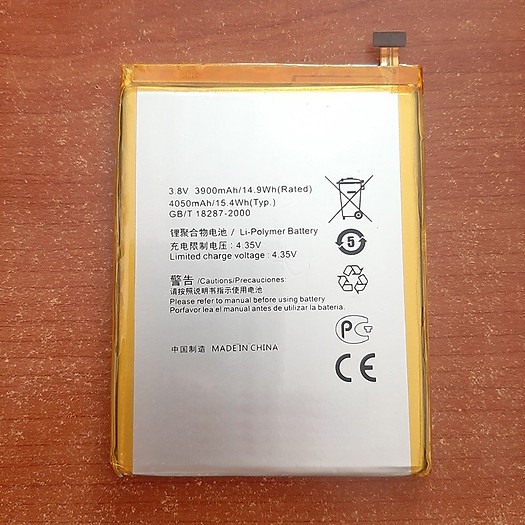 3.8V 3900mAh/14.9Wh(Rated)
4050mAh/15.4Wh(Typ.)
GB/T 18287-2000
锂聚合物电池 / Li-Polymer Battery
充电限制电压: 4.35V
Limited charge voltage : 4.35V
5
警告 /Cautions/Precauciones:
请按照说明书指示使用电池
Please refer to manual before using battery
Porfavor lea el manual antes de utilizar la bateria.
中国制造 MADE IN CHINA